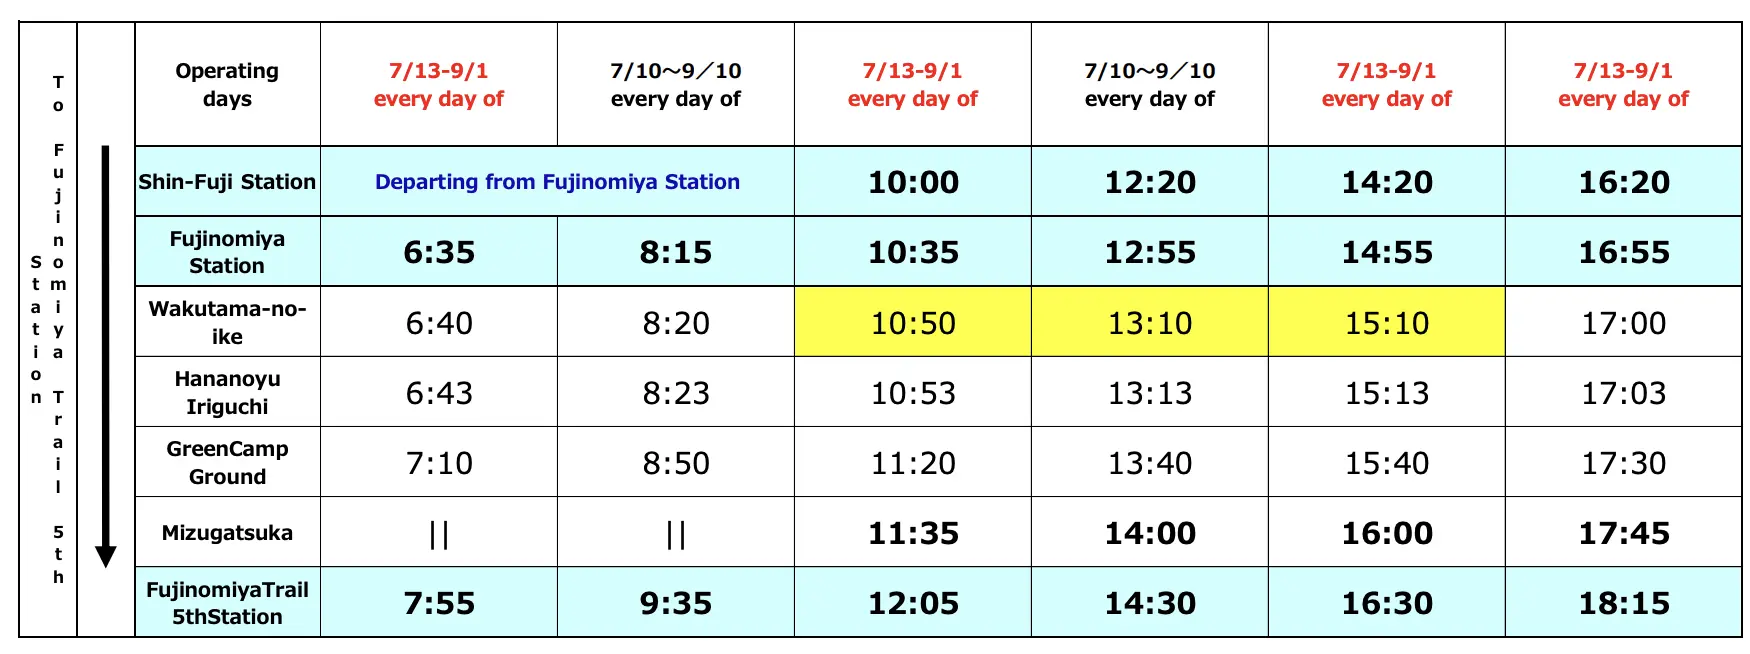 To Fujinomiya Trail 5th
Station
Operating
days
7/13-9/1
every day of
7/10～9／10
every day of
7/13-9/1
every day of
7/10～9／10
every day of
7/13-9/1
every day of
7/13-9/1
every day of
Shin-Fuji Station
Departing from Fujinomiya Station
10:00
12:20
14:20
16:20
Fujinomiya
Station
6:35
8:15
10:35
12:55
14:55
16:55
Wakutama-no-
ike
6:40
8:20
10:50
13:10
15:10
17:00
Hananoyu
Iriguchi
6:43
8:23
10:53
13:13
15:13
17:03
GreenCamp
Ground
7:10
8:50
11:20
13:40
15:40
17:30
Mizugatsuka
||
||
11:35
14:00
16:00
17:45
FujinomiyaTrail
5thStation
7:55
9:35
12:05
14:30
16:30
18:15